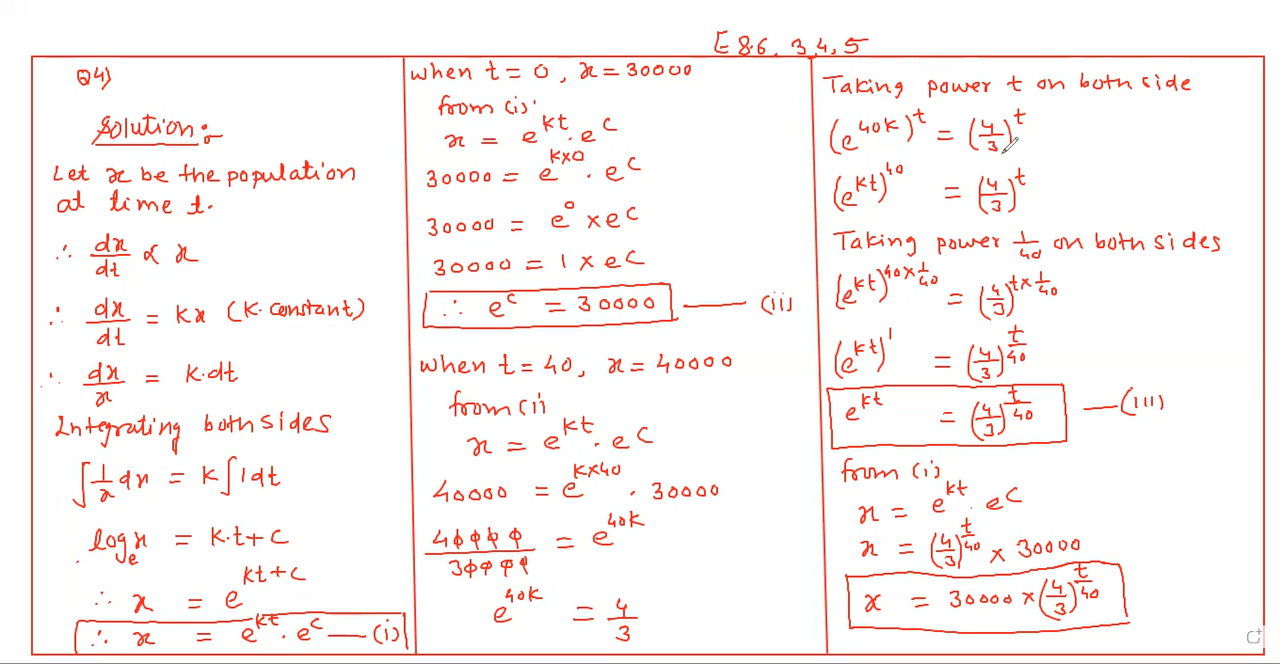 E 8.6, 3,4,5
Q4)
Solution:-
Let x be the population
at time t.
∴ dx/dt ∝ x
∴ dx/dt = Kx (K. constant)
∴ dx/x = K.dt
Integrating both sides
∫ 1/x dx = K ∫ 1 dt
log_e x = K.t + C
∴ x = e^(kt+c)
∴ x = e^(kt) . e^c — (i)
when t = 0, x = 30000
from (i)
x = e^(kt) . e^c
30000 = e^(k×0) . e^c
30000 = e^0 × e^c
30000 = 1 × e^c
∴ e^c = 30000 — (ii)
when t = 40, x = 40000
from (i)
x = e^(kt) . e^c
40000 = e^(k×40) . 30000
40000/30000 = e^(40k)
e^(40k) = 4/3
Taking power t on both side
(e^(40k))^t = (4/3)^t
(e^(kt))^40 = (4/3)^t
Taking power 1/40 on both sides
(e^(kt))^(40×1/40) = (4/3)^(t×1/40)
(e^(kt))^1 = (4/3)^(t/40)
e^(kt) = (4/3)^(t/40) — (III)
from (i)
x = e^(kt) . e^c
x = (4/3)^(t/40) × 30000
x = 30000 × (4/3)^(t/40)